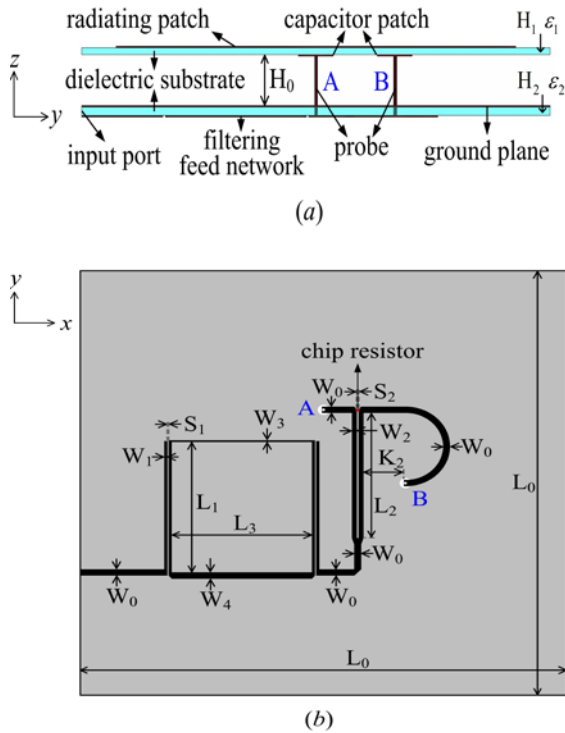 radiating patch
capacitor patch
H₁ ε₁
z
dielectric substrate
H₀
A
B
H₂ ε₂
y
input port
filtering feed network
probe
ground plane
(a)
y
x
chip resistor
W₀
S₂
A
S₁
W₃
W₂
W₀
W₁
K₂
B
L₁
L₂
L₀
L₃
W₀
W₀
W₄
W₀
L₀
(b)